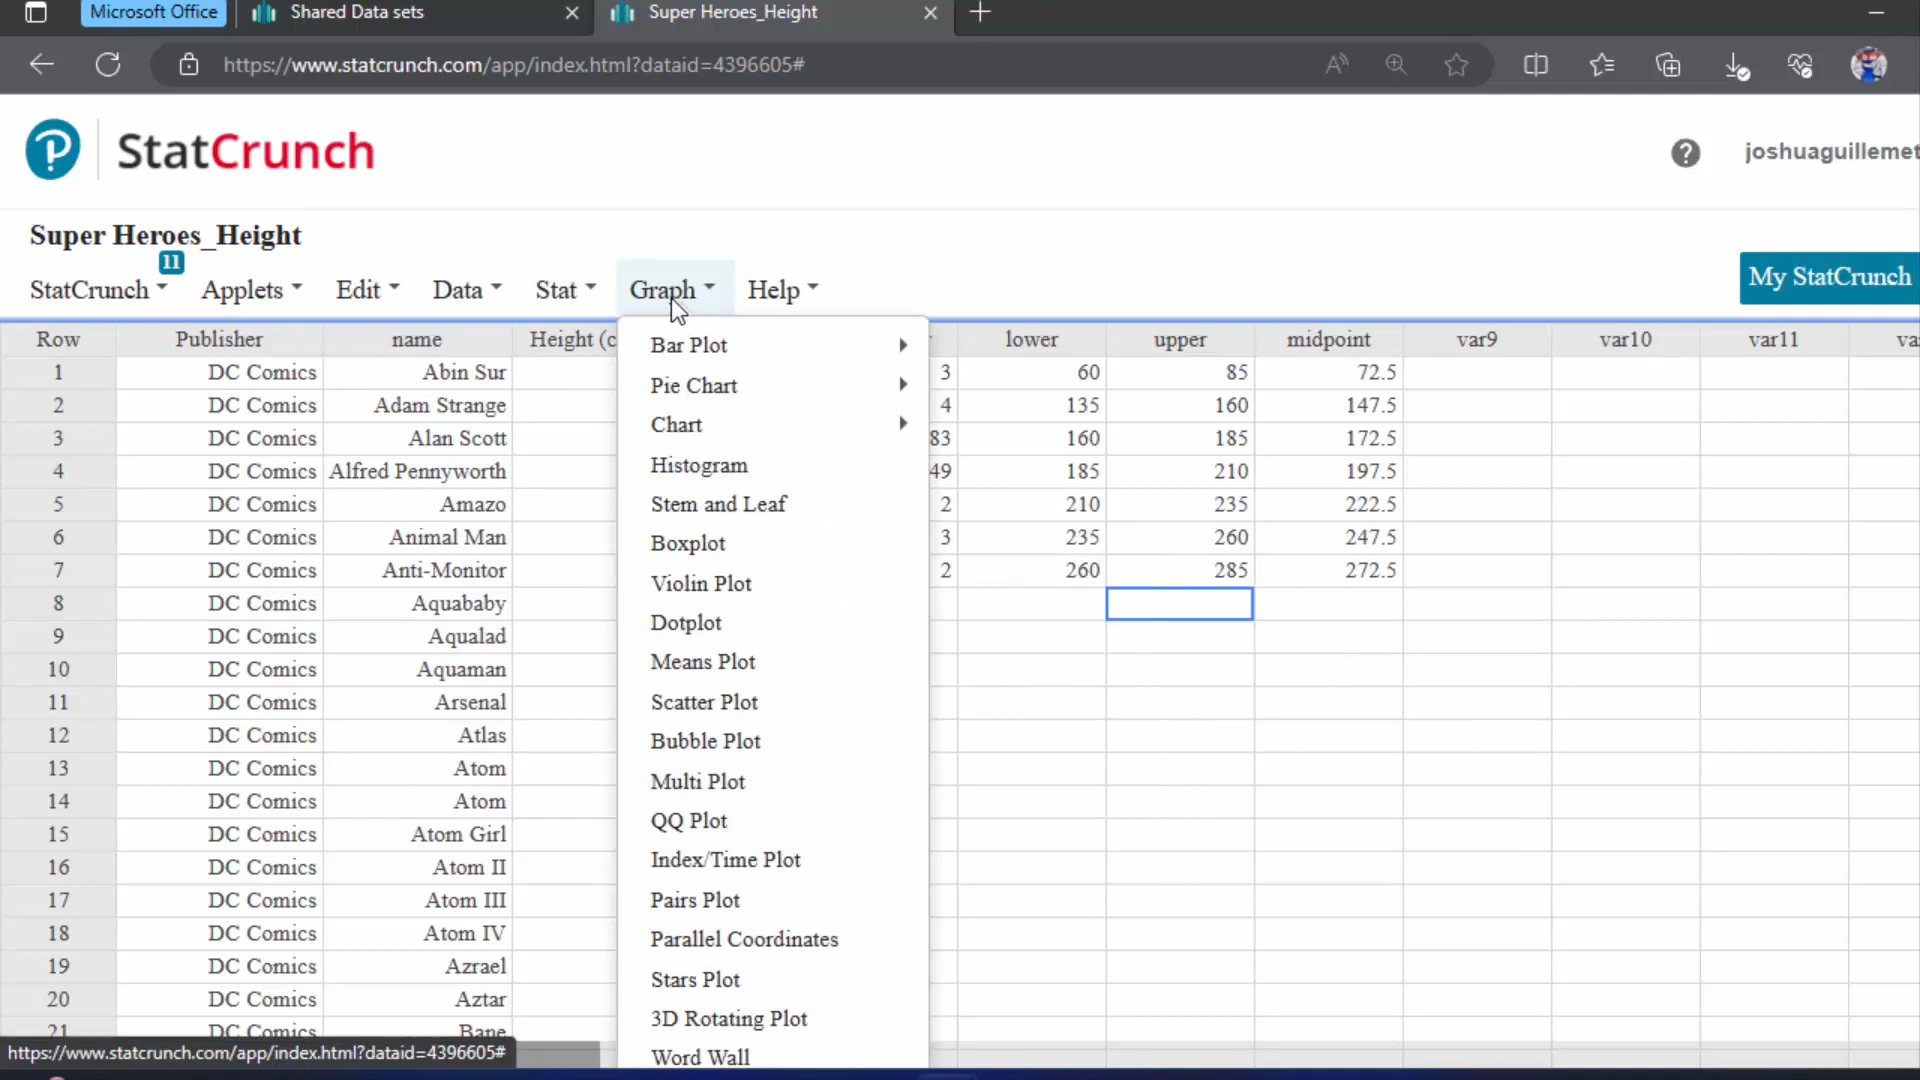 Microsoft Office Shared Data sets Super Heroes_Height
https://www.statcrunch.com/app/index.html?dataid=4396605#
StatCrunch joshuaguillemet
Super Heroes_Height
11
StatCrunch Applets Edit Data Stat Graph Help My StatCrunch
Row Publisher name Height (c lower upper midpoint var9 var10 var11 va
1 DC Comics Abin Sur 3 60 85 72.5
2 DC Comics Adam Strange 4 135 160 147.5
3 DC Comics Alan Scott 83 160 185 172.5
4 DC Comics Alfred Pennyworth 49 185 210 197.5
5 DC Comics Amazo 2 210 235 222.5
6 DC Comics Animal Man 3 235 260 247.5
7 DC Comics Anti-Monitor 2 260 285 272.5
8 DC Comics Aquababy
9 DC Comics Aqualad
10 DC Comics Aquaman
11 DC Comics Arsenal
12 DC Comics Atlas
13 DC Comics Atom
14 DC Comics Atom
15 DC Comics Atom Girl
16 DC Comics Atom II
17 DC Comics Atom III
18 DC Comics Atom IV
19 DC Comics Azrael
20 DC Comics Aztar
21 DC Comics Bane
Bar Plot
Pie Chart
Chart
Histogram
Stem and Leaf
Boxplot
Violin Plot
Dotplot
Means Plot
Scatter Plot
Bubble Plot
Multi Plot
QQ Plot
Index/Time Plot
Pairs Plot
Parallel Coordinates
Stars Plot
3D Rotating Plot
Word Wall
https://www.statcrunch.com/app/index.html?dataid=4396605#